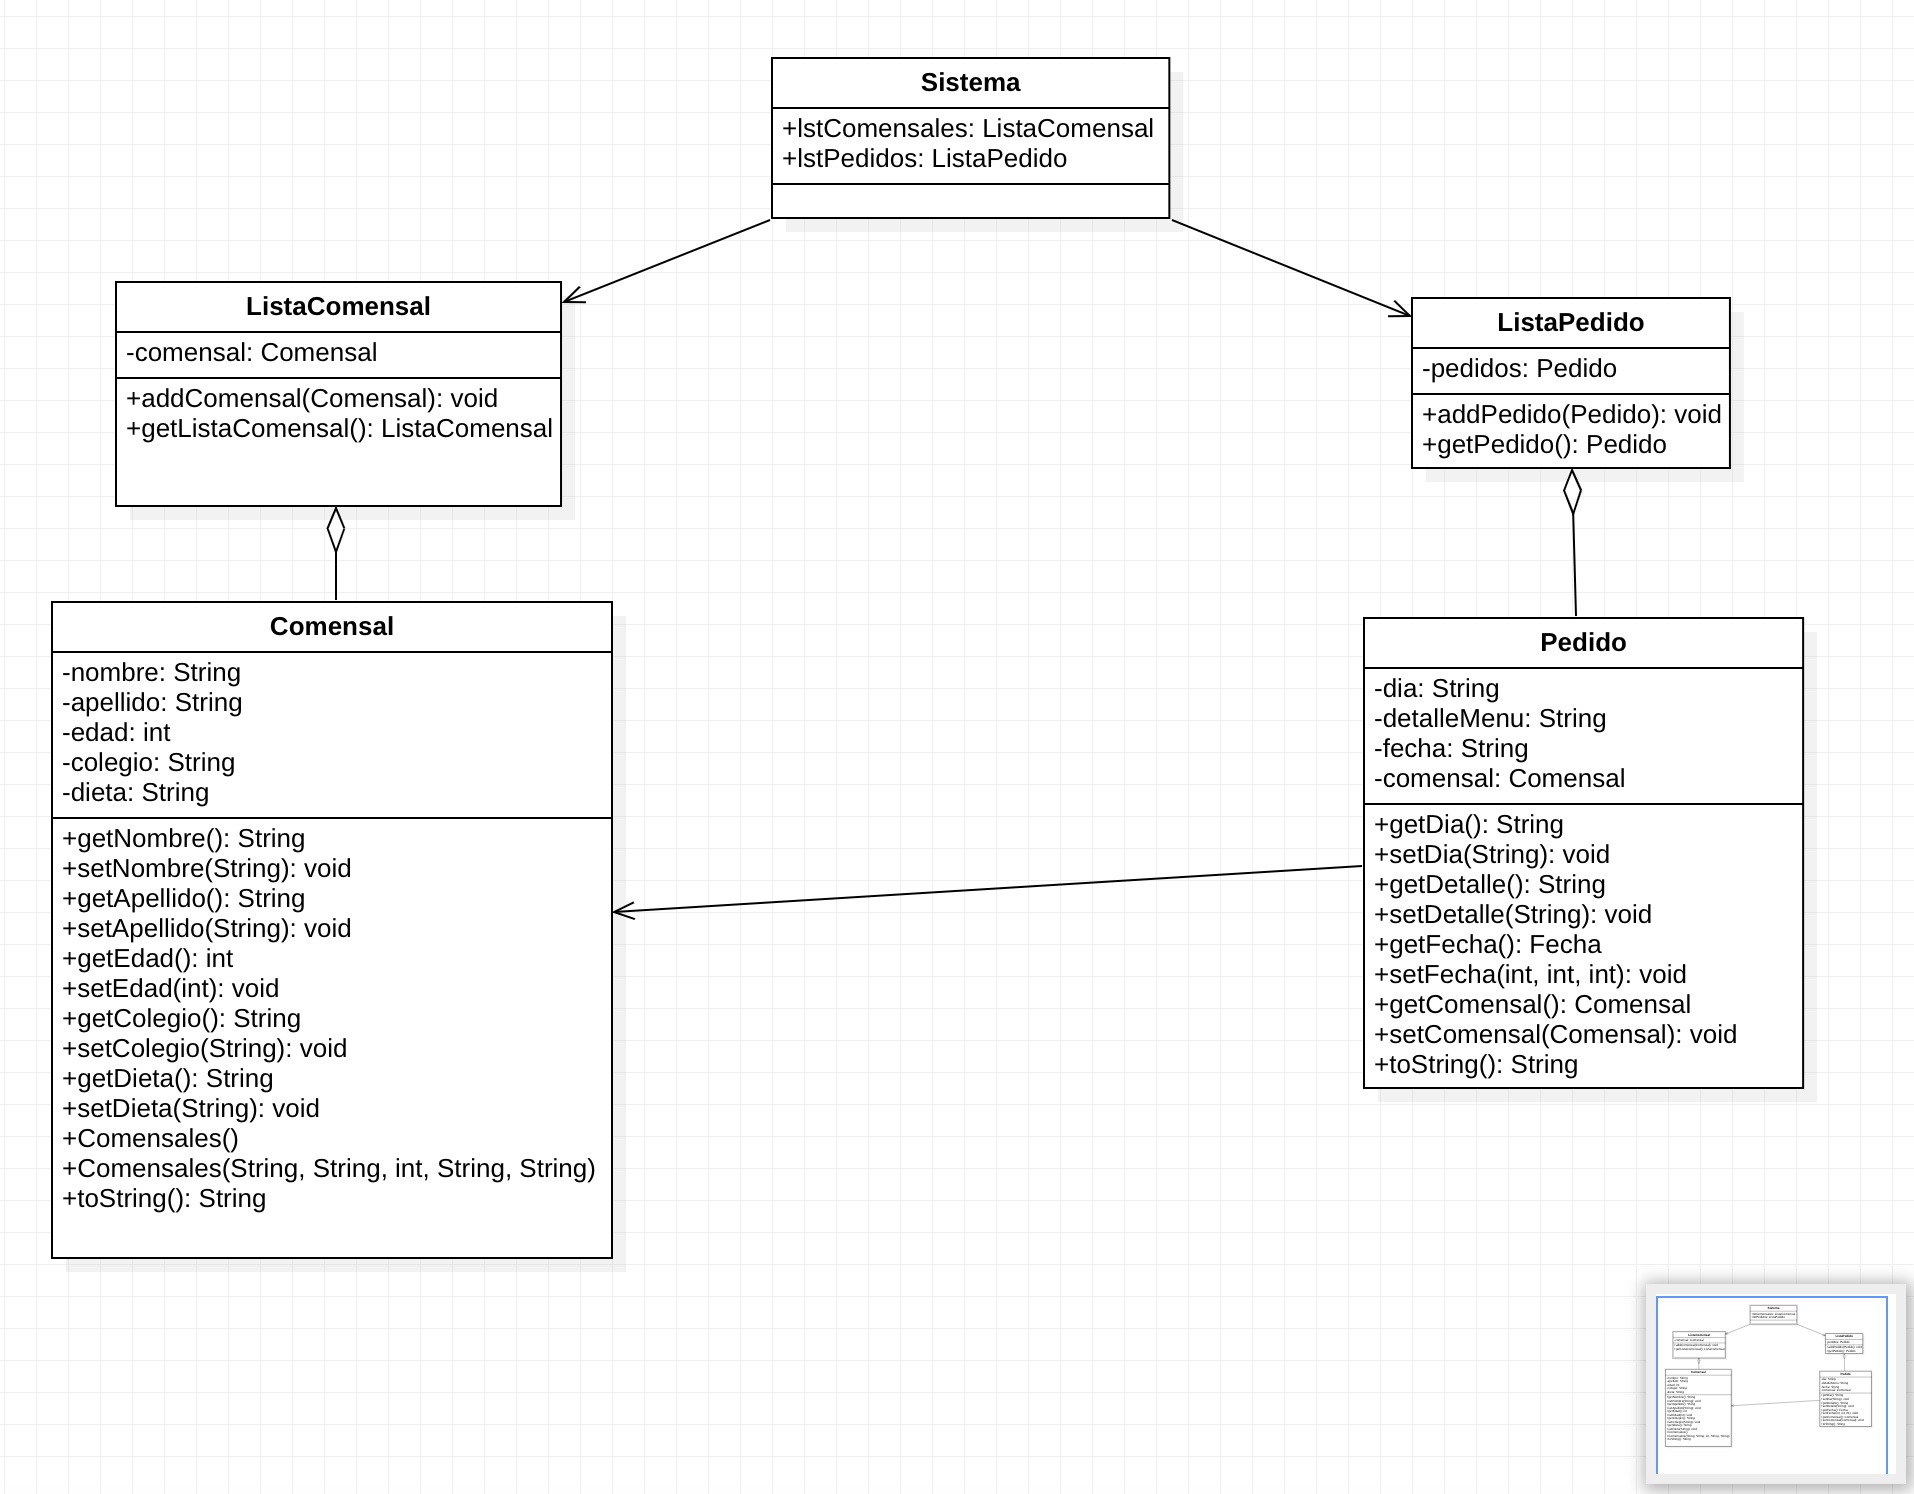 Sistema
+lstComensales: ListaComensal
+lstPedidos: ListaPedido
ListaComensal
-comensal: Comensal
+addComensal(Comensal): void
+getListaComensal(): ListaComensal
ListaPedido
-pedidos: Pedido
+addPedido(Pedido): void
+getPedido(): Pedido
Comensal
-nombre: String
-apellido: String
-edad: int
-colegio: String
-dieta: String
+getNombre(): String
+setNombre(String): void
+getApellido(): String
+setApellido(String): void
+getEdad(): int
+setEdad(int): void
+getColegio(): String
+setColegio(String): void
+getDieta(): String
+setDieta(String): void
+Comensales()
+Comensales(String, String, int, String, String)
+toString(): String
Pedido
-dia: String
-detalleMenu: String
-fecha: String
-comensal: Comensal
+getDia(): String
+setDia(String): void
+getDetalle(): String
+setDetalle(String): void
+getFecha(): Fecha
+setFecha(int, int, int): void
+getComensal(): Comensal
+setComensal(Comensal): void
+toString(): String